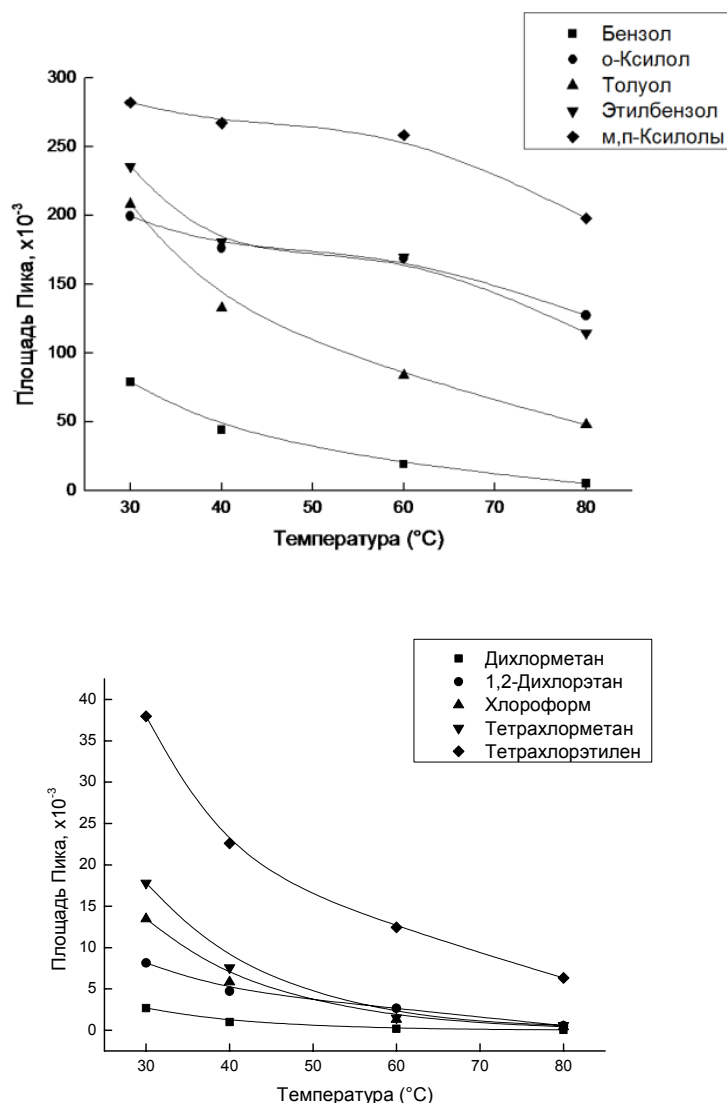 Бензол
о-Ксилол
Толуол
Этилбензол
м,п-Ксилолы
300
250
200
150
100
50
0
Площадь Пика, x10⁻³
30 40 50 60 70 80
Температура (°C)
Дихлорметан
1,2-Дихлорэтан
Хлороформ
Тетрахлорметан
Тетрахлорэтилен
40
35
30
25
20
15
10
5
0
Площадь Пика, x10⁻³
30 40 50 60 70 80
Температура (°C)